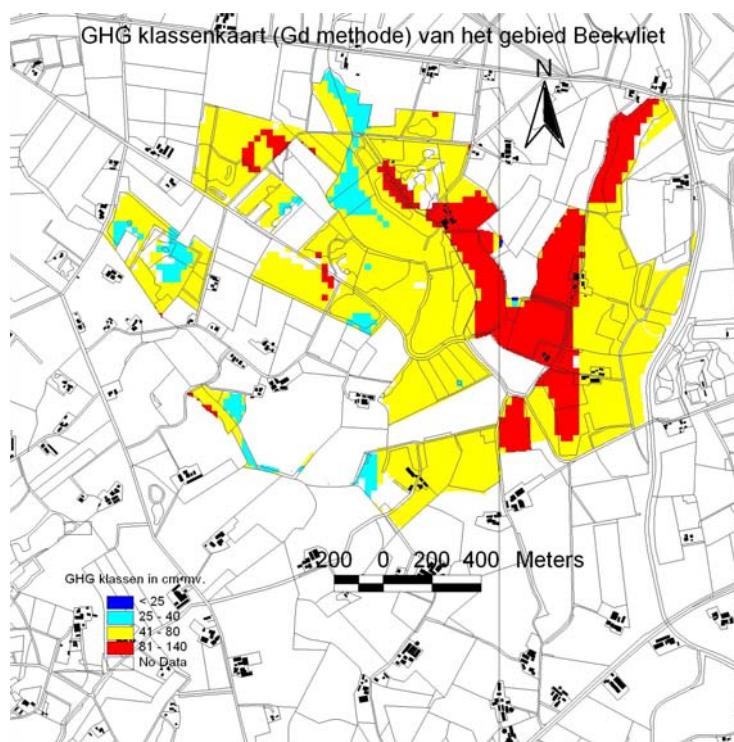 GHG klassenkaart (Gd methode) van het gebied Beekvliet
N
200 0 200 400 Meters
GHG klassen in cm-mv.
< 25
25 - 40
41 - 80
81 - 140
No Data